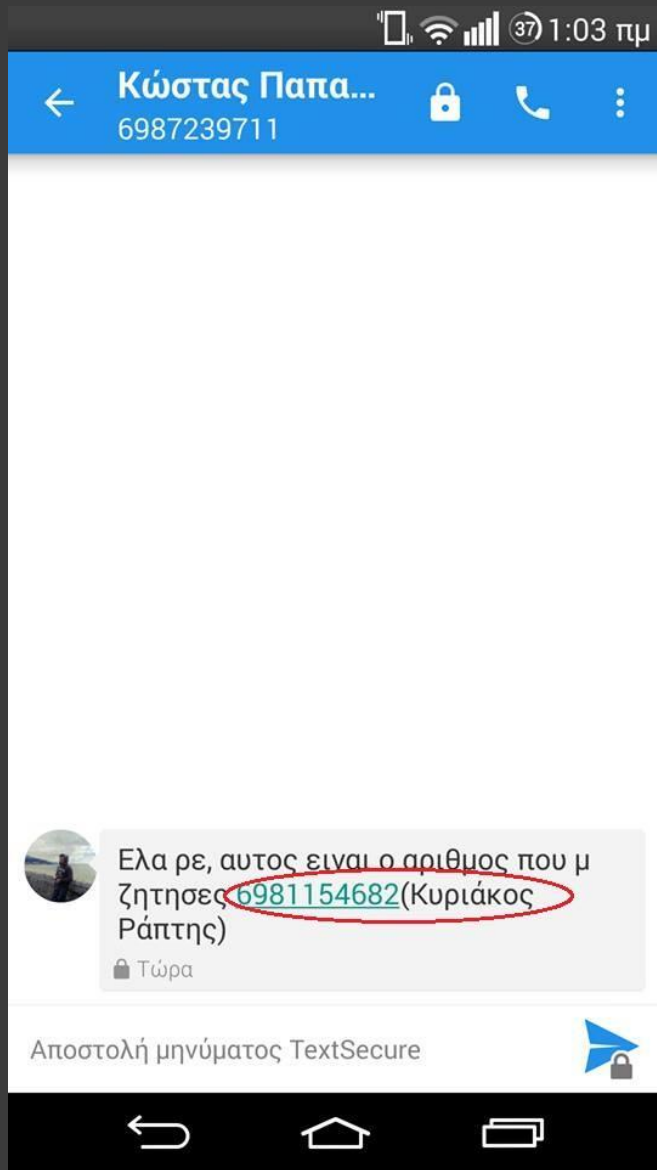 37 1:03 πμ
Κώστας Παπα...
6987239711
Ελα ρε, αυτος ειναι ο αριθμος που μ
ζητησες 6981154682(Κυριάκος
Ράπτης)
Τώρα
Αποστολή μηνύματος TextSecure